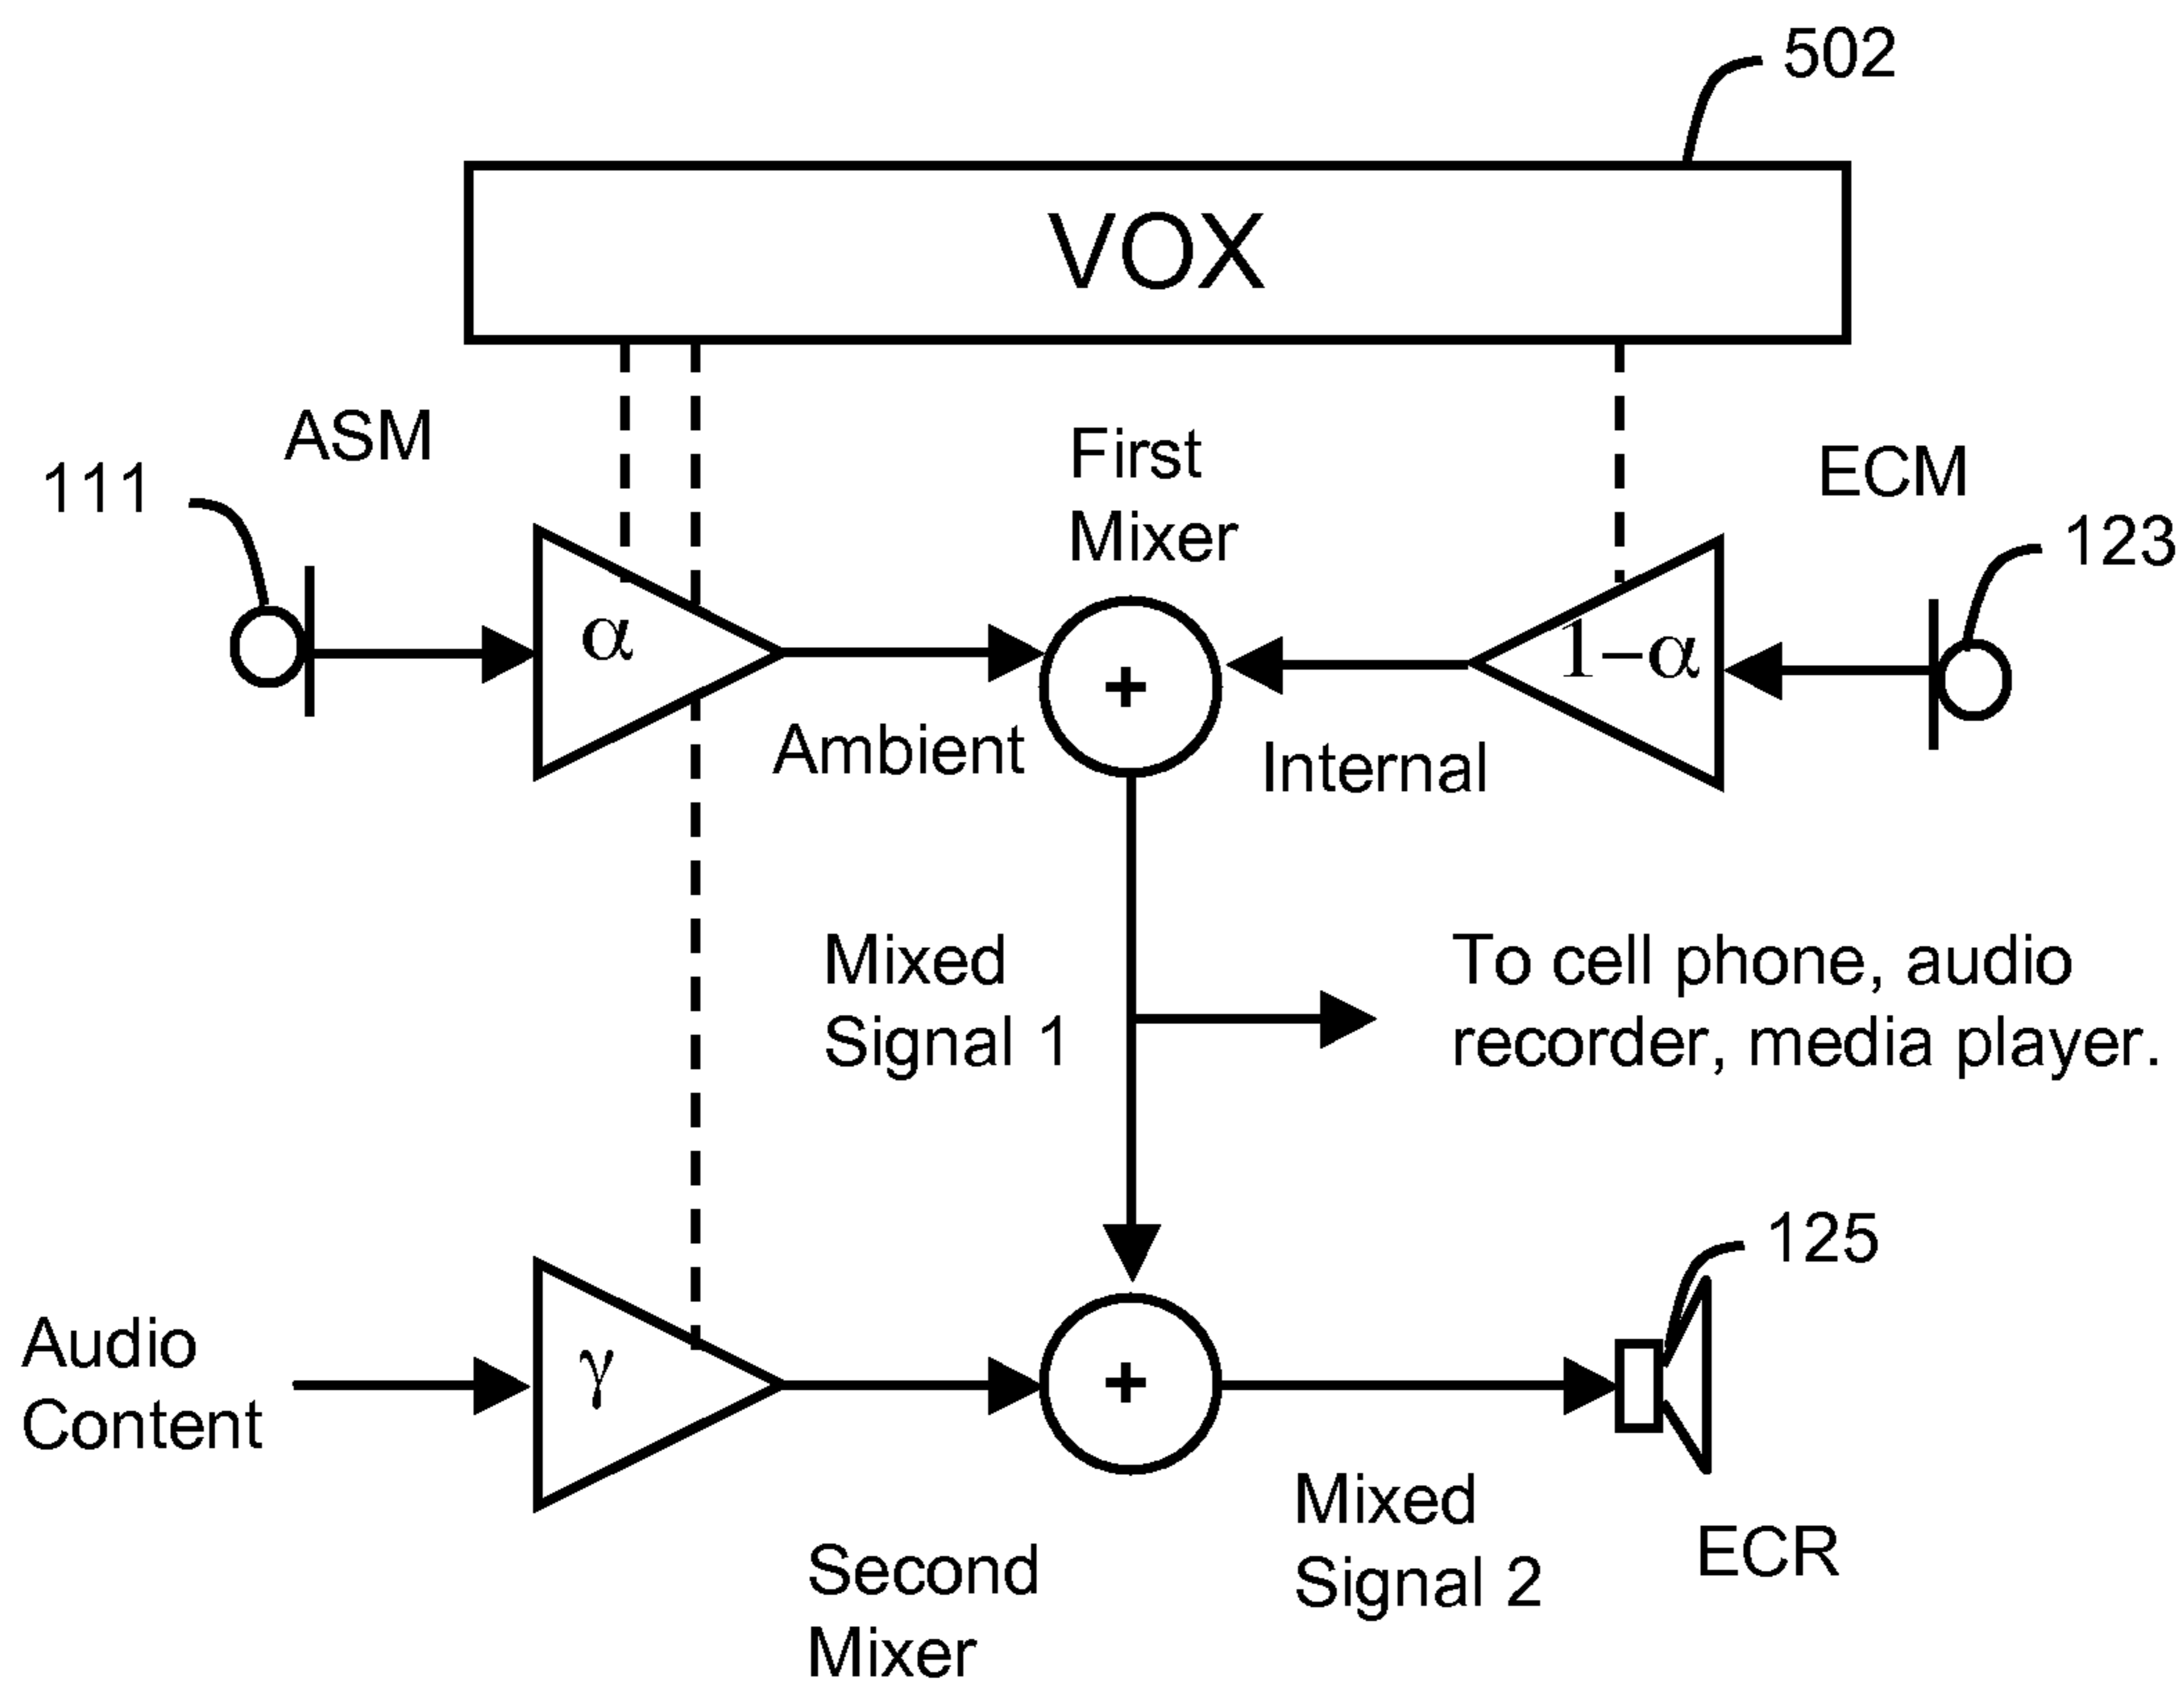 502
VOX
ASM
First
Mixer
ECM
111
123
α
+
1−α
Ambient
Internal
Mixed
Signal 1
To cell phone, audio
recorder, media player.
125
Audio
Content
γ
+
Mixed
Signal 2
ECR
Second
Mixer